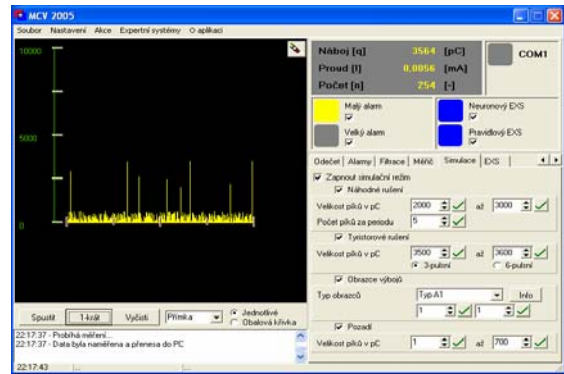 MCV 2005
Soubor Nastavení Akce Expertní systémy O aplikaci
10000
5000
0
Náboj [q] 3564 [pC]
Proud [I] 0,0056 [mA]
Počet [n] 254 [-]
COM1
Malý alarm
Neuronový EXS
Velký alarm
Pravidlový EXS
Odečet Alarmy Filtrace Měřič Simulace EXS
Zapnout simulační režim
Náhodné rušení
Velikost píků v pC 2000 až 3000
Počet píků za periodu 5
Tyristorové rušení
Velikost píků v pC 3500 až 3600
3-pulsní 6-pulsní
Obrazce výbojů
Typ obrazců Typ A1 Info
1 1
Pozadí
Velikost píků v pC 1 až 700
Spustit 1-krát Vyčisti Přímka Jednotlivé
Obalová křivka
22:17:37 - Probíhá měření...
22:17:37 - Data byla naměřena a přenesa do PC
22:17:43